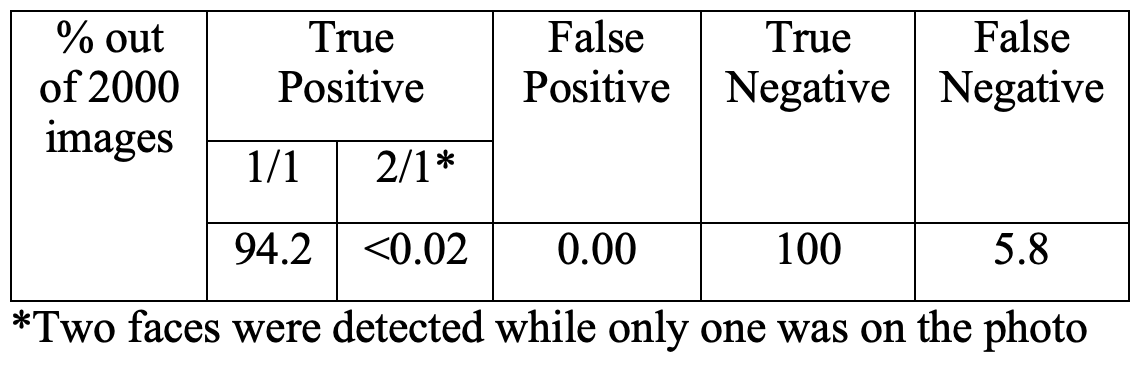 % out
of 2000
images
True
Positive
False
Positive
True
Negative
False
Negative
1/1
2/1*
94.2
<0.02
0.00
100
5.8
*Two faces were detected while only one was on the photo